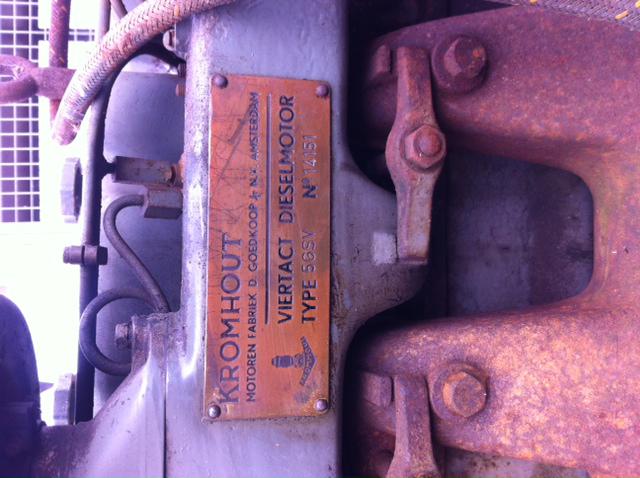 KROMHOUT
MOTOREN FABRIEK D. GOEDKOOP Jr. N.V. AMSTERDAM
VIERTACT DIESELMOTOR
TYPE 5GSV Nº 14151